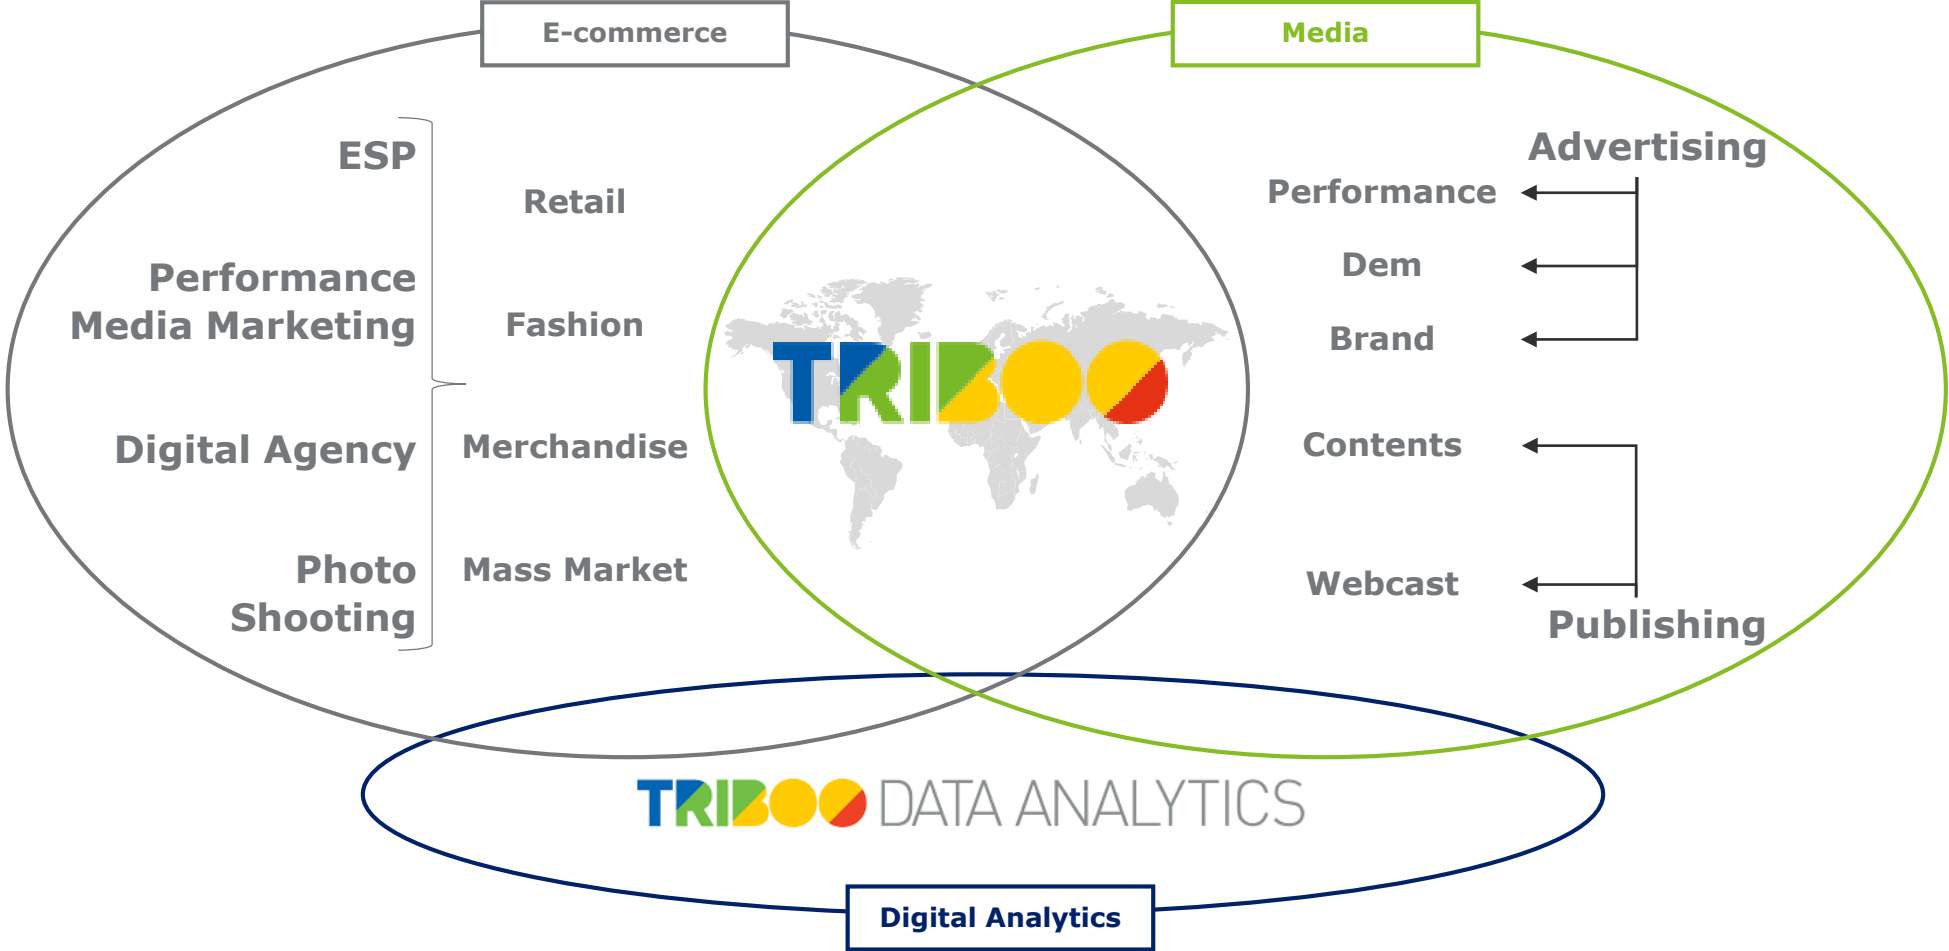 E-commerce
Media
ESP
Performance
Media Marketing
Digital Agency
Photo
Shooting
Retail
Fashion
Merchandise
Mass Market
TRIBOO
Advertising
Performance
Dem
Brand
Contents
Webcast
Publishing
TRIBOO DATA ANALYTICS
Digital Analytics